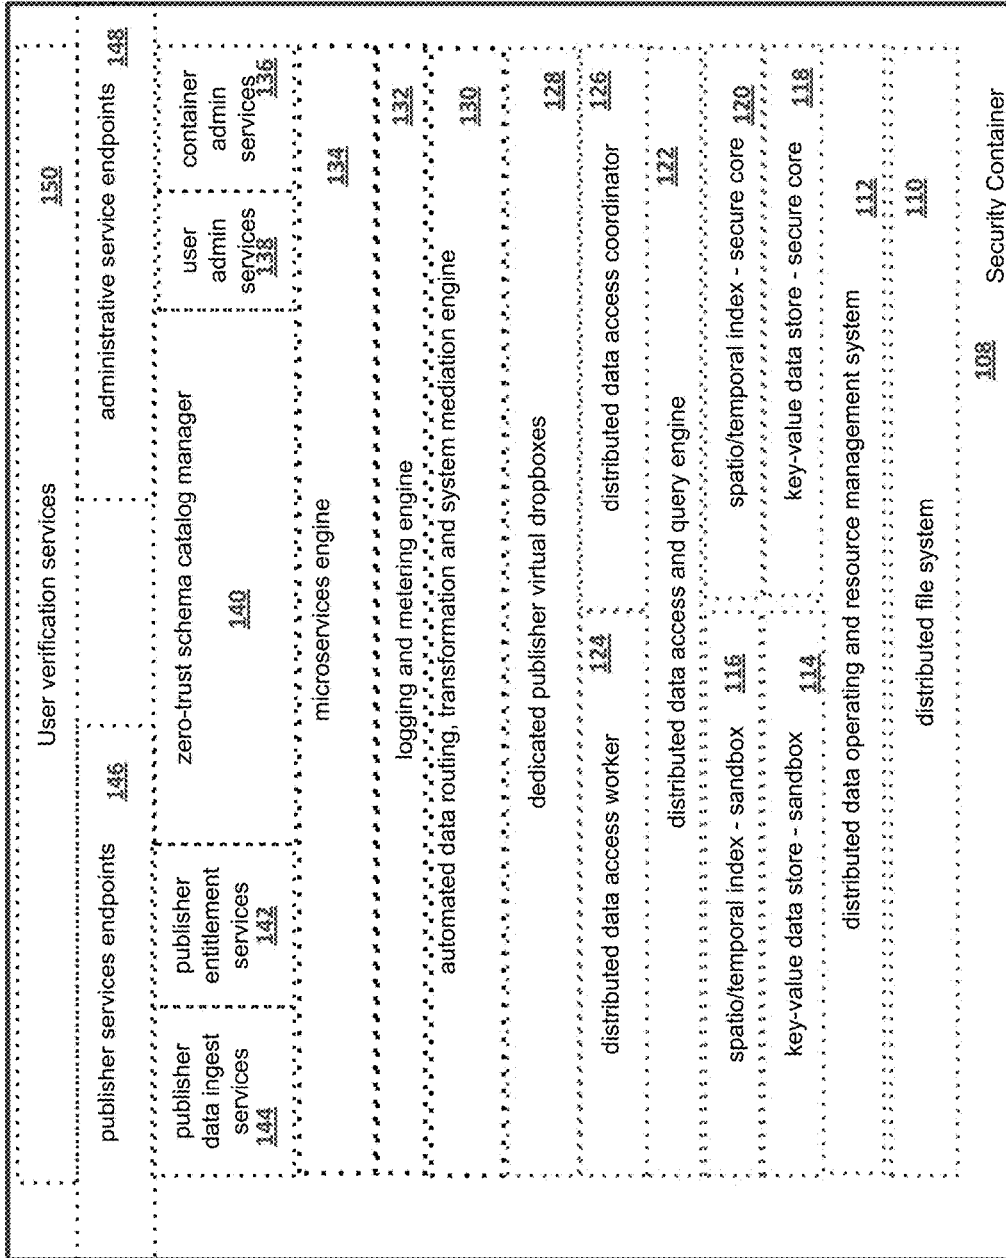 User verification services
150
publisher services endpoints
146
administrative service endpoints
148
publisher
data ingest
services
144
publisher
entitlement
services
142
zero-trust schema catalog manager
140
user
admin
services
138
container
admin
services
136
microservices engine
134
logging and metering engine
132
automated data routing, transformation and system mediation engine
130
dedicated publisher virtual dropboxes
128
distributed data access worker
124
distributed data access coordinator
126
distributed data access and query engine
122
spatio/temporal index - sandbox
116
spatio/temporal index - secure core
120
key-value data store - sandbox
114
key-value data store - secure core
118
distributed data operating and resource management system
112
distributed file system
110
108
Security Container